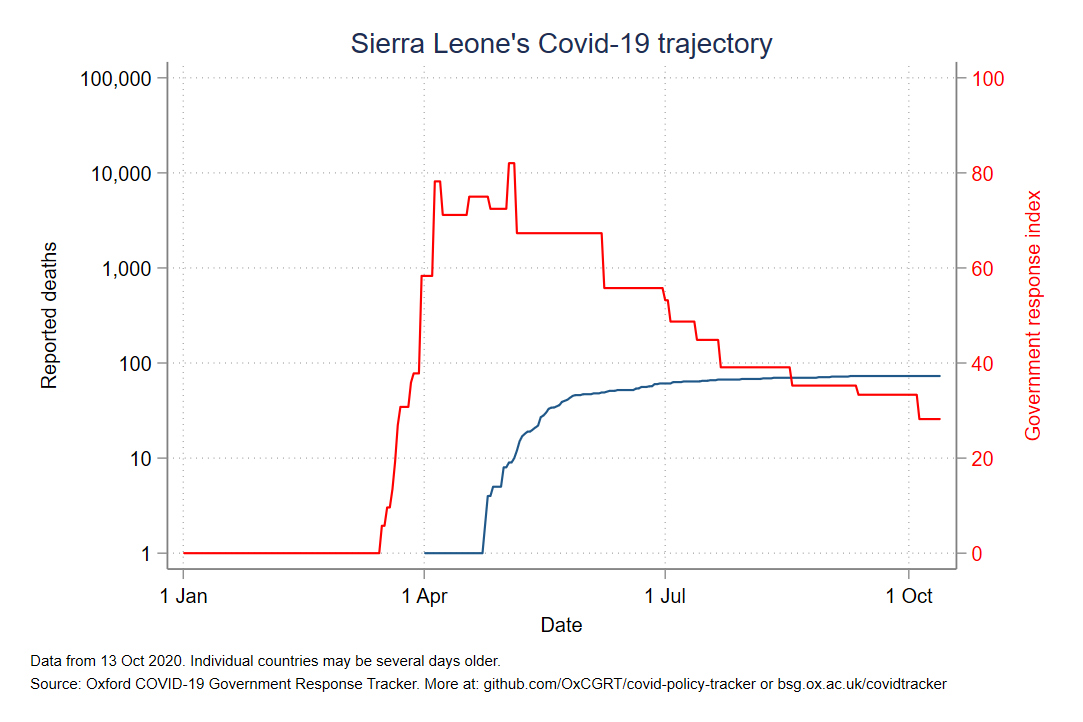 Sierra Leone's Covid-19 trajectory
100,000
10,000
1,000
100
10
1
Reported deaths
100
80
60
40
20
0
Government response index
1 Jan
1 Apr
1 Jul
1 Oct
Date
Data from 13 Oct 2020. Individual countries may be several days older.
Source: Oxford COVID-19 Government Response Tracker. More at: github.com/OxCGRT/covid-policy-tracker or bsg.ox.ac.uk/covidtracker